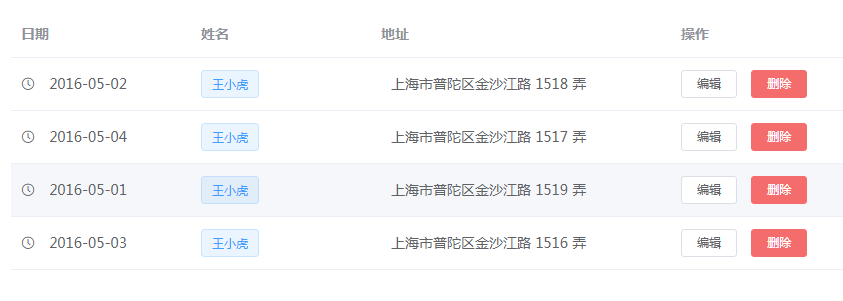 日期 姓名 地址 操作
2016-05-02 王小虎 上海市普陀区金沙江路 1518 弄 编辑 删除
2016-05-04 王小虎 上海市普陀区金沙江路 1517 弄 编辑 删除
2016-05-01 王小虎 上海市普陀区金沙江路 1519 弄 编辑 删除
2016-05-03 王小虎 上海市普陀区金沙江路 1516 弄 编辑 删除